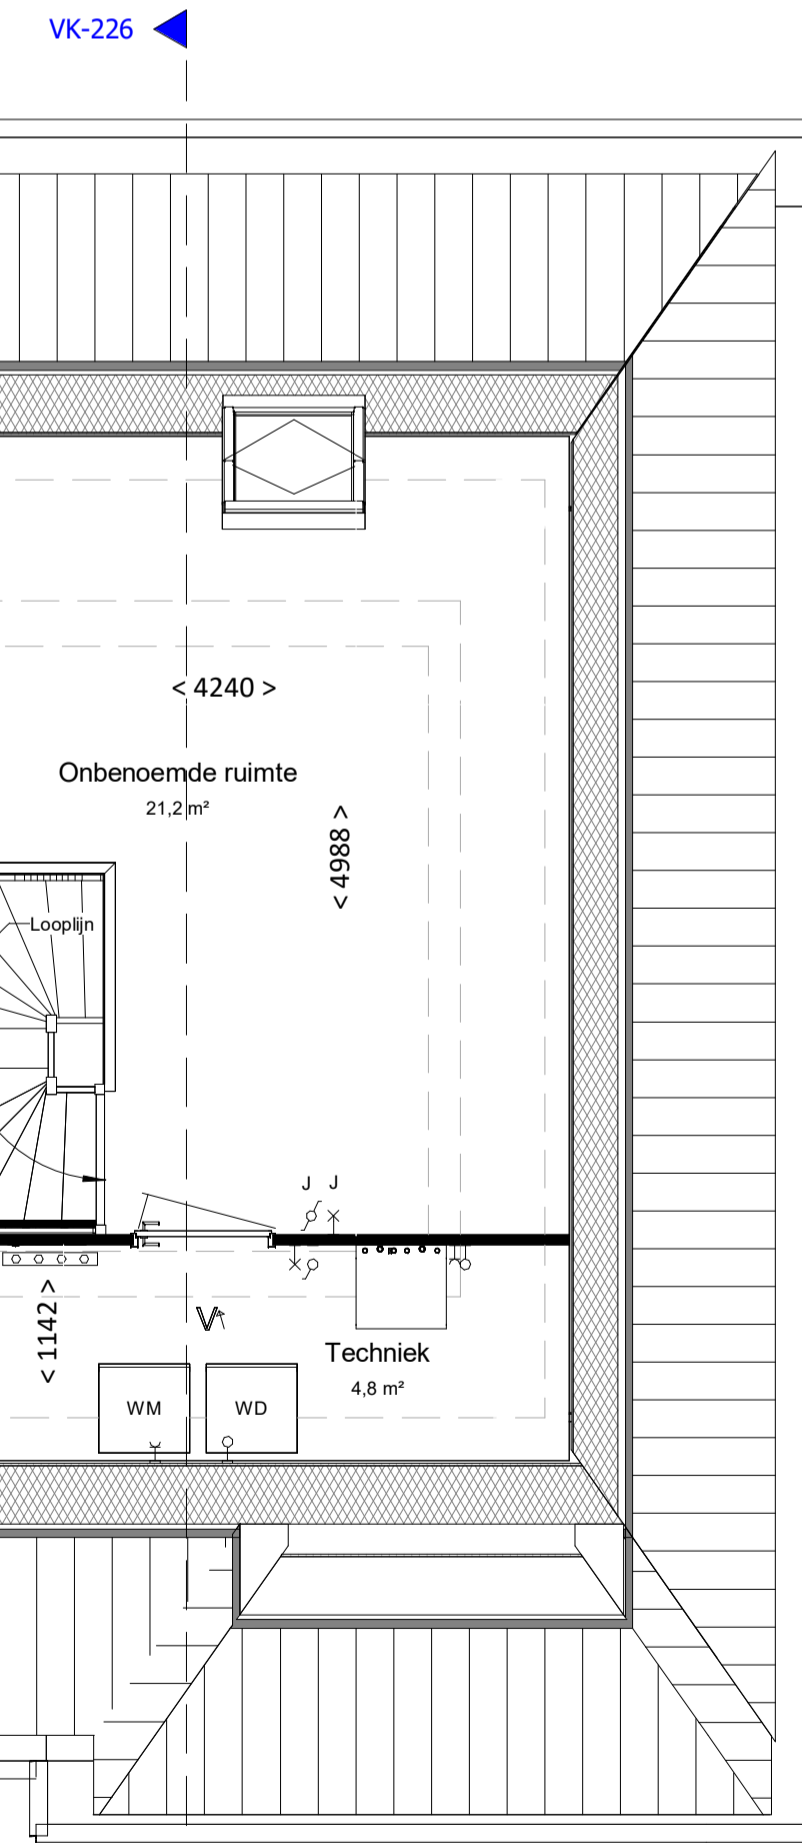 VK-226
< 4240 >
Onbenoemde ruimte
21,2 m²
< 4988 >
Looplijn
J J
< 1142 >
Techniek
4,8 m²
WM
WD